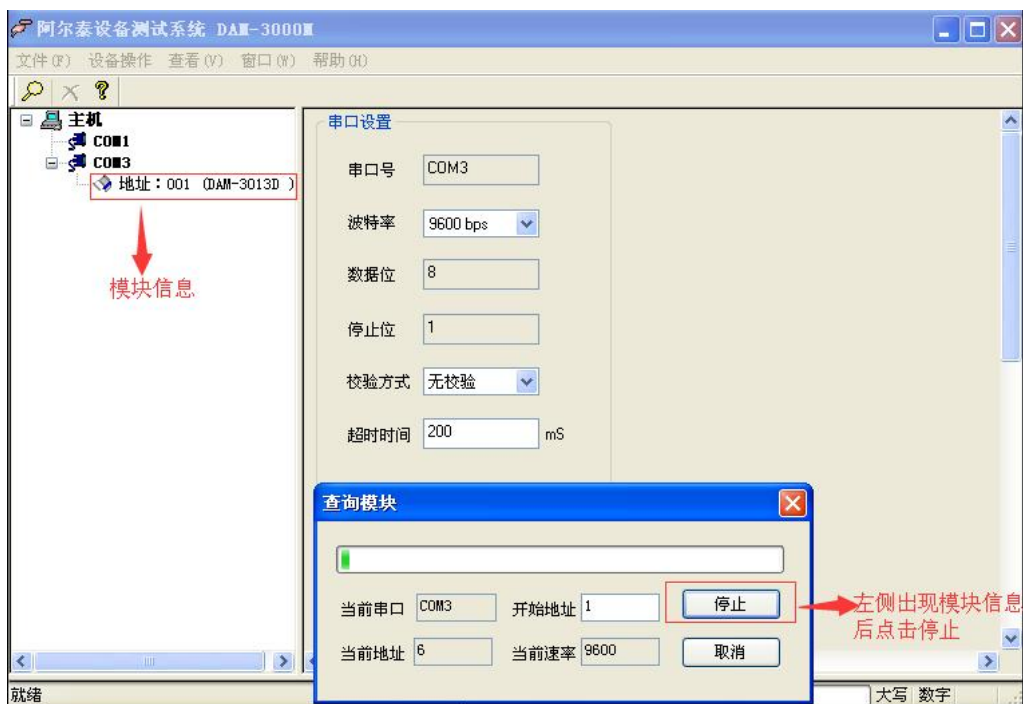 阿尔泰设备测试系统 DAM-3000M
文件(F) 设备操作 查看(V) 窗口(W) 帮助(H)
主机
COM1
COM3
地址：001 (DAM-3013D )
模块信息
串口设置
串口号 COM3
波特率 9600 bps
数据位 8
停止位 1
校验方式 无校验
超时时间 200 mS
查询模块
当前串口 COM3 开始地址 1 停止
当前地址 6 当前速率 9600 取消
左侧出现模块信息
后点击停止
就绪 大写 数字